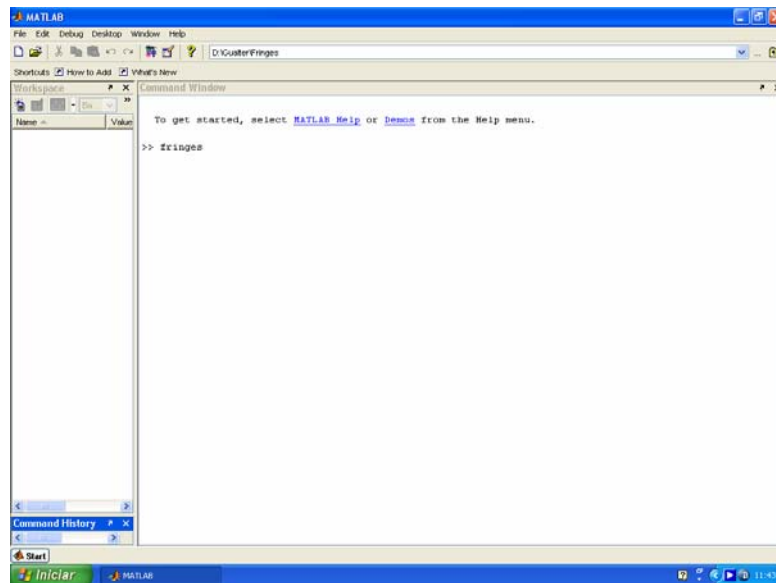 MATLAB
File Edit Debug Desktop Window Help
D:\Gualter\Fringes
Shortcuts How to Add What's New
Workspace
Command Window
Name
Value
To get started, select MATLAB Help or Demos from the Help menu.
>> fringes
Command History
Start
Iniciar
MATLAB
11:43